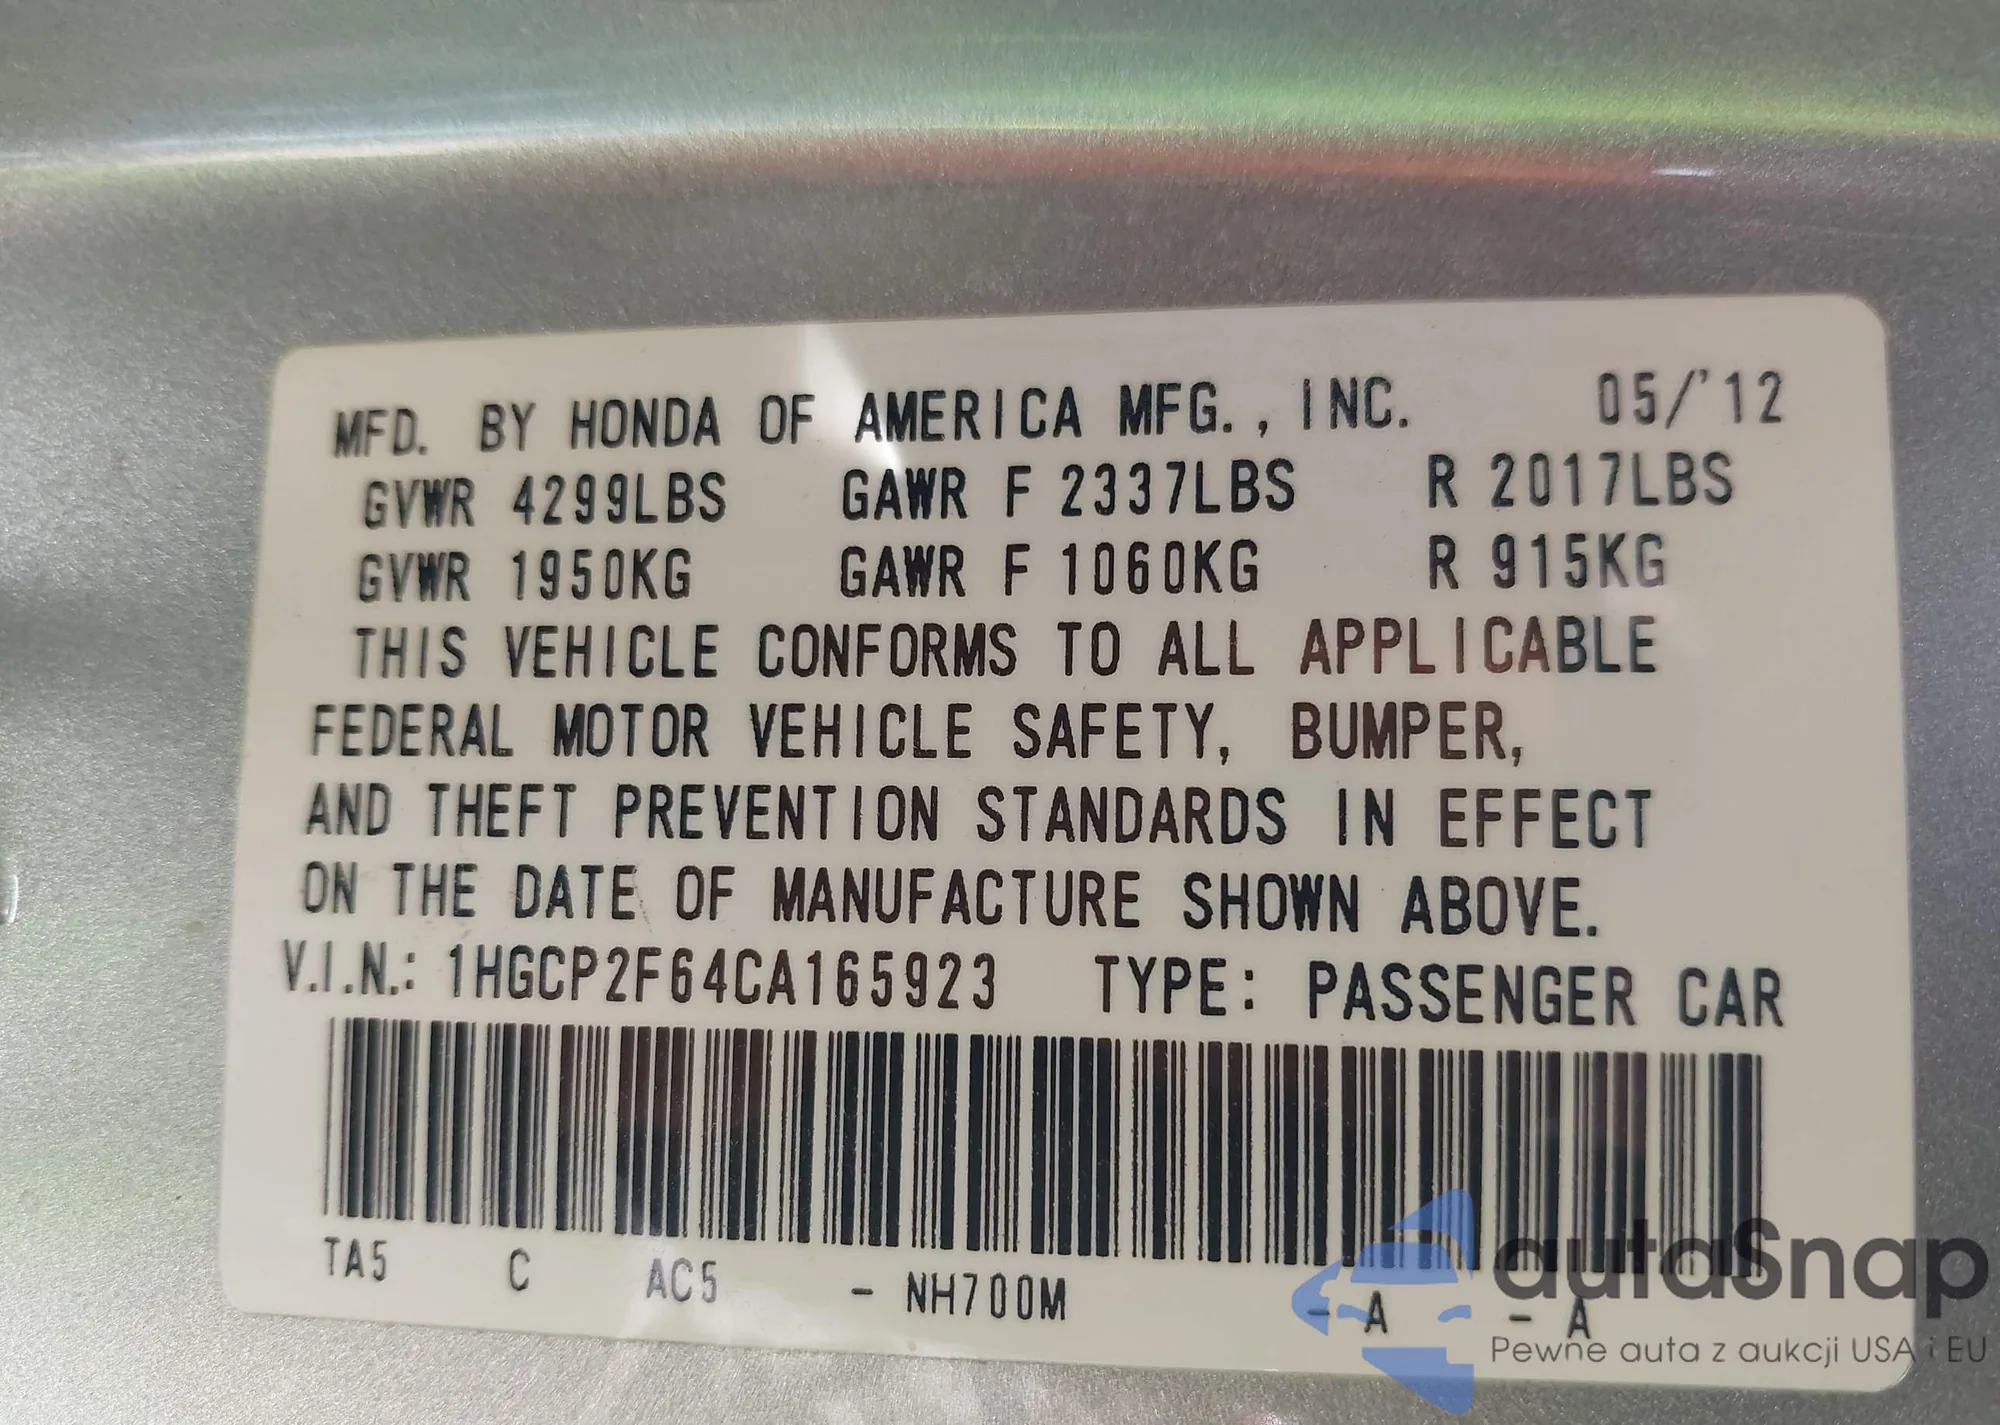 MFD. BY HONDA OF AMERICA MFG., INC. 05/'12
GVWR 4299LBS GAWR F 2337LBS R 2017LBS
GVWR 1950KG GAWR F 1060KG R 915KG
THIS VEHICLE CONFORMS TO ALL APPLICABLE
FEDERAL MOTOR VEHICLE SAFETY, BUMPER,
AND THEFT PREVENTION STANDARDS IN EFFECT
ON THE DATE OF MANUFACTURE SHOWN ABOVE.
V.I.N.: 1HGCP2F64CA165923 TYPE: PASSENGER CAR
TA5 C AC5 - NH700M - A - A
autaSnap
Pewne auta z aukcji USA i EU